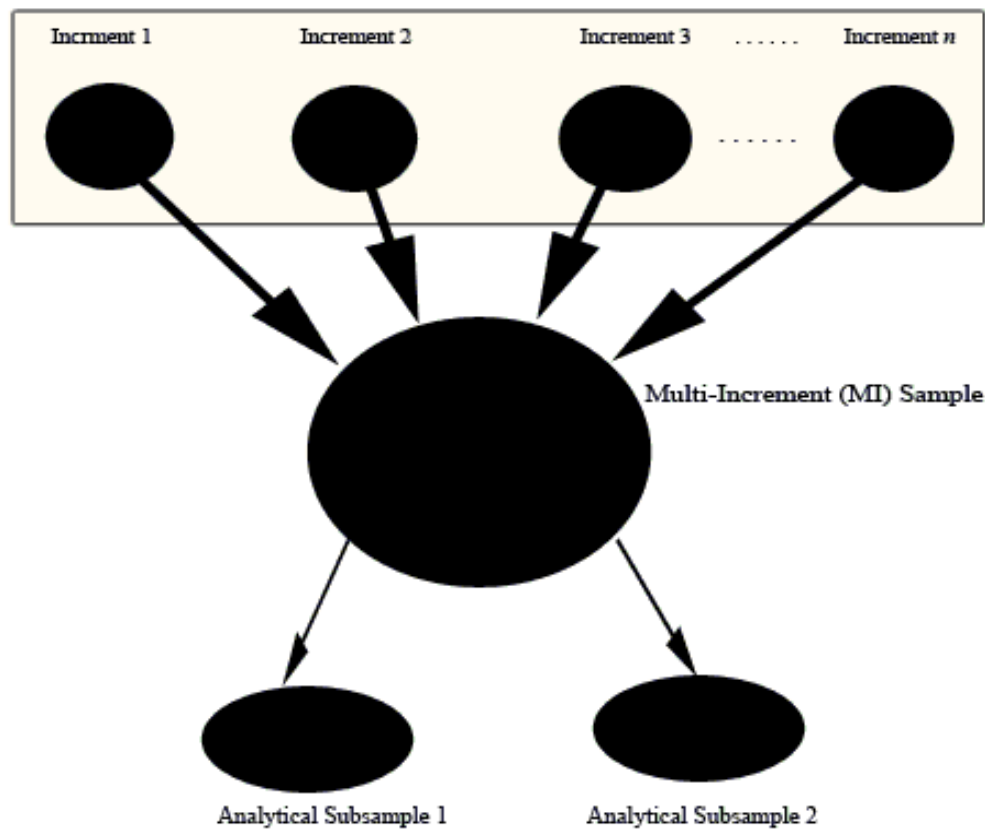 Incrment 1 Increment 2 Increment 3 ...... Increment n
......
Multi-Increment (MI) Sample
Analytical Subsample 1 Analytical Subsample 2